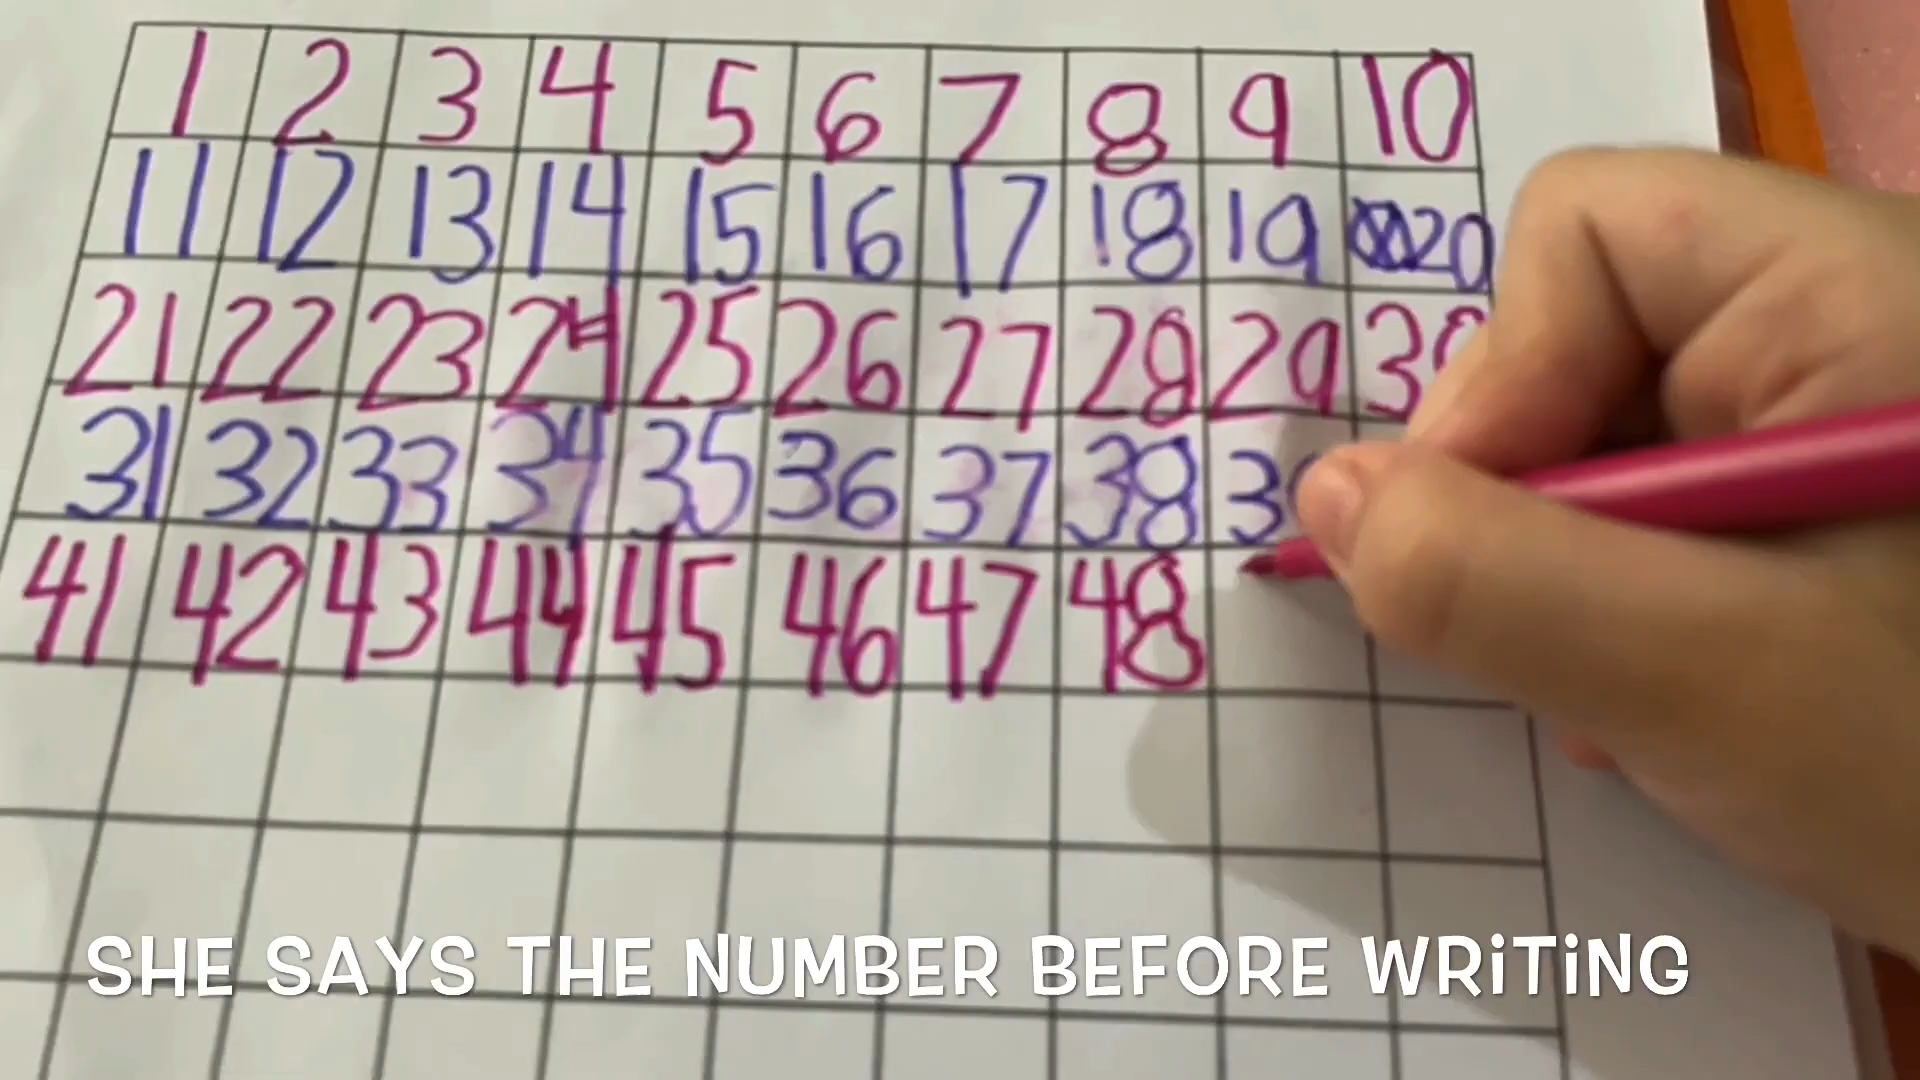 1 2 3 4 5 6 7 8 9 10
11 12 13 14 15 16 17 18 19 20
21 22 23 24 25 26 27 28 29 30
31 32 33 34 35 36 37 38 39
41 42 43 44 45 46 47 48
SHE SAYS THE NUMBER BEFORE WRiTiNG